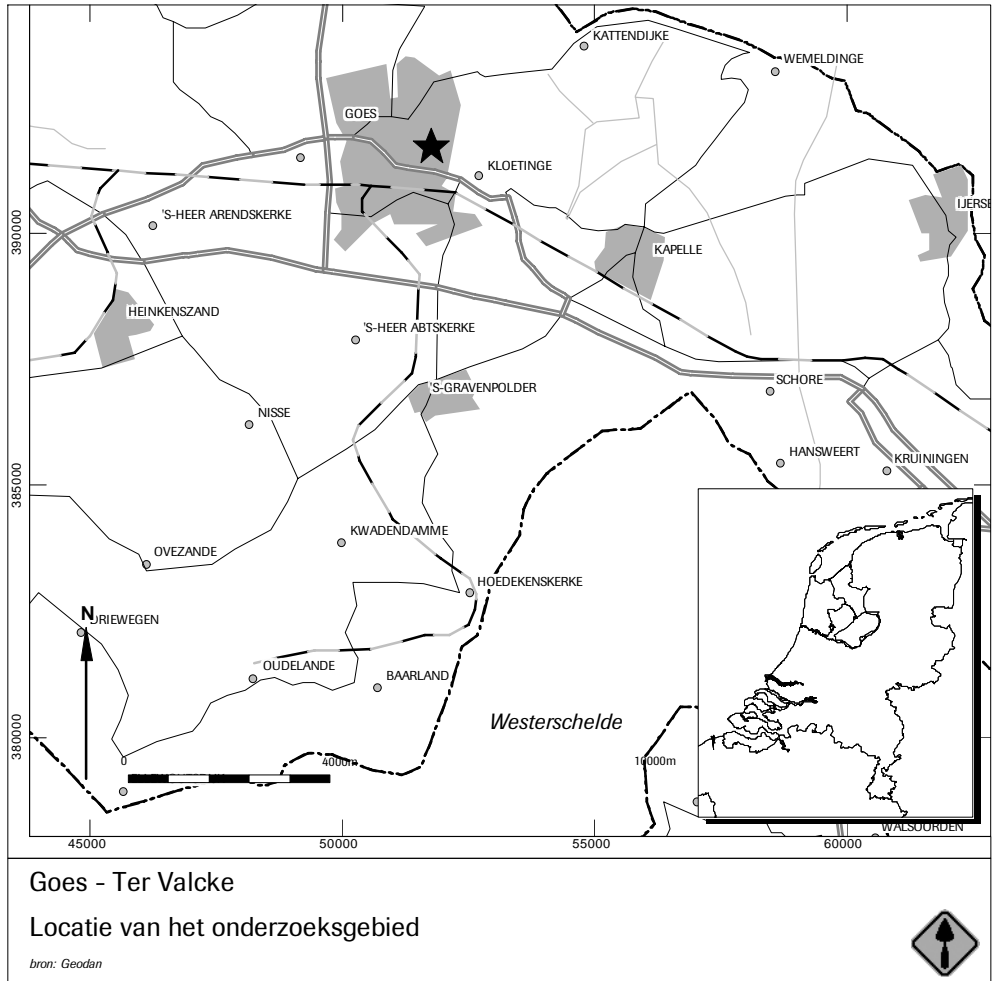 KATTENDIJKE
WEMELDINGE
GOES
KLOETINGE
IJERSE
'S-HEER ARENDSKERKE
390000
KAPELLE
HEINKENSZAND
'S-HEER ABTSKERKE
SCHORE
'S-GRAVENPOLDER
NISSE
HANSWEERT
KRUININGEN
385000
KWADENDAMME
OVEZANDE
HOEDEKENSKERKE
N
DRIEWEGEN
OUDELANDE
BAARLAND
Westerschelde
380000
0
4000m
10000m
WALSOORDEN
45000
50000
55000
60000
Goes - Ter Valcke
Locatie van het onderzoeksgebied
bron: Geodan